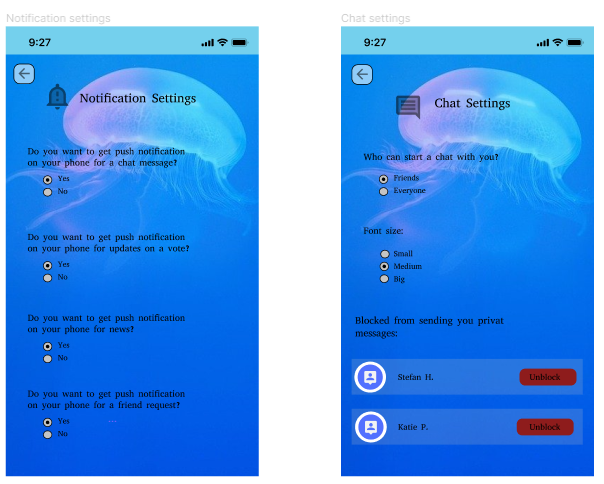 Notification settings
9:27
Notification Settings
Do you want to get push notification
on your phone for a chat message?
Yes
No
Do you want to get push notification
on your phone for updates on a vote?
Yes
No
Do you want to get push notification
on your phone for news?
Yes
No
Do you want to get push notification
on your phone for a friend request?
Yes
No
Chat settings
9:27
Chat Settings
Who can start a chat with you?
Friends
Everyone
Font size:
Small
Medium
Big
Blocked from sending you privat
messages:
Stefan H.
Unblock
Katie P.
Unblock